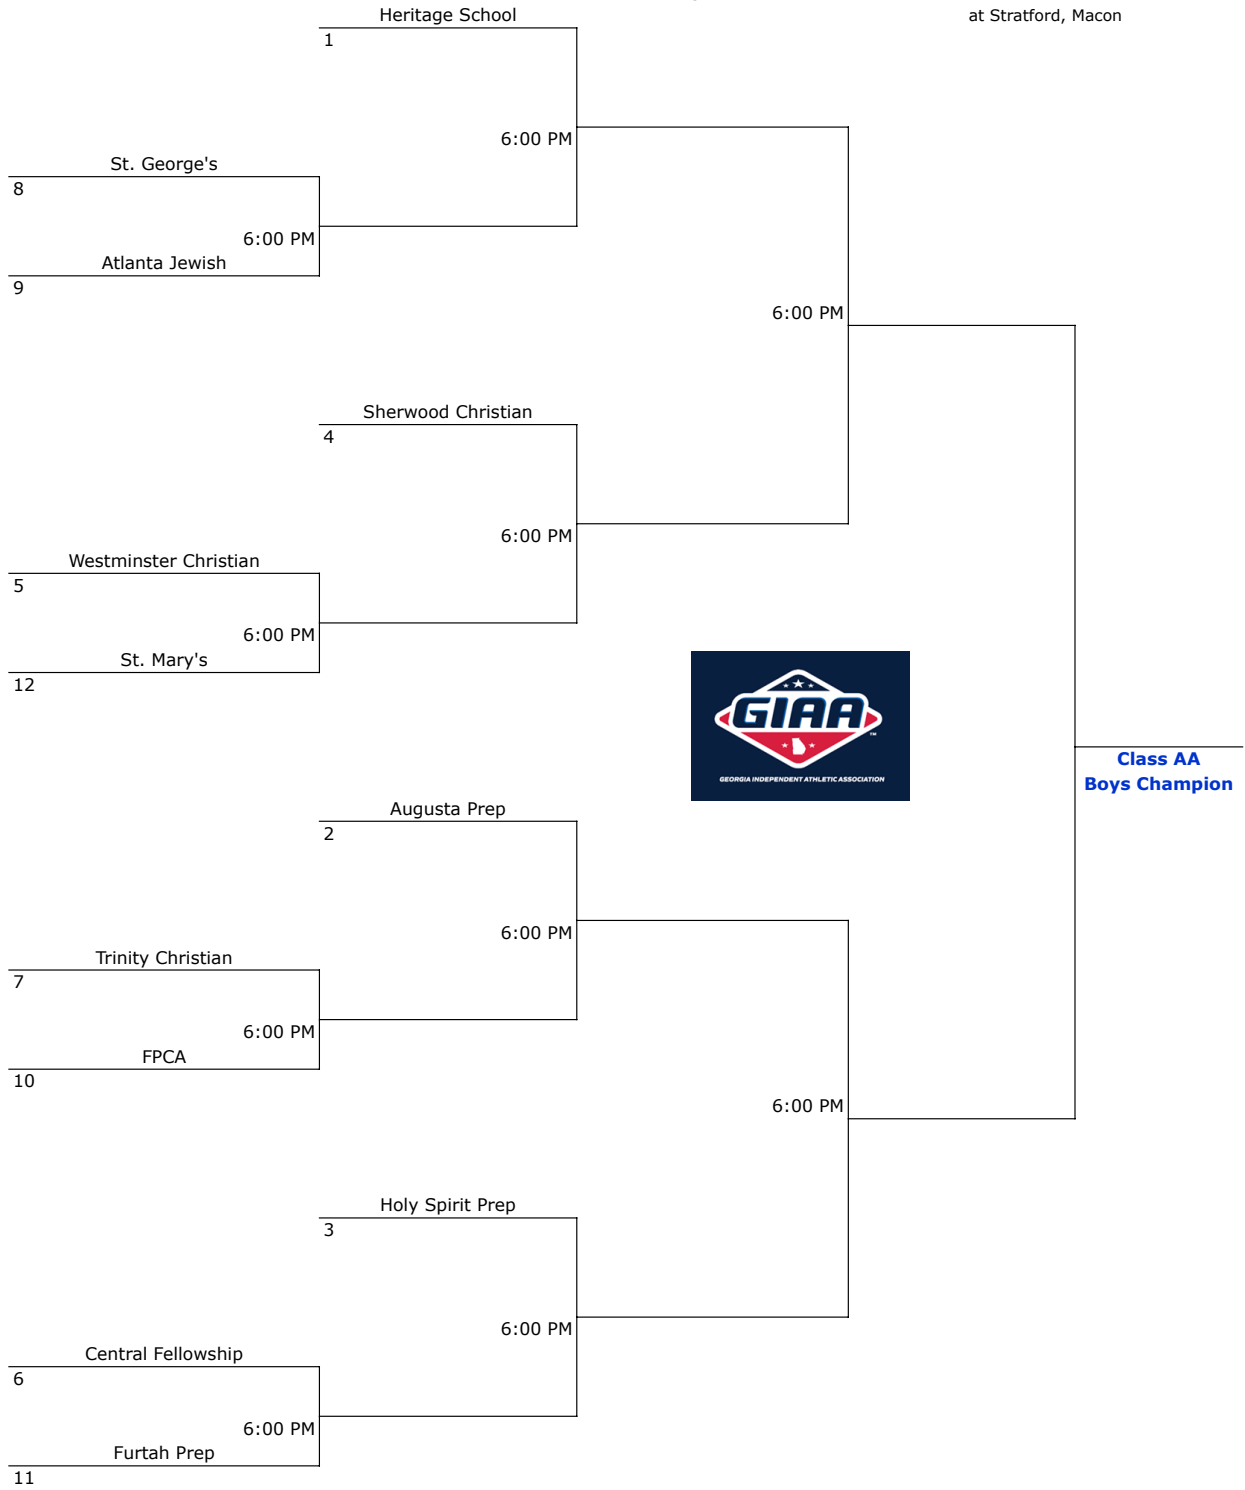 Heritage School
at Stratford, Macon
1
6:00 PM
St. George's
8
6:00 PM
Atlanta Jewish
9
6:00 PM
Sherwood Christian
4
6:00 PM
Westminster Christian
5
6:00 PM
St. Mary's
12
GIAA
TM
GEORGIA INDEPENDENT ATHLETIC ASSOCIATION
Class AA
Boys Champion
Augusta Prep
2
6:00 PM
Trinity Christian
7
6:00 PM
FPCA
10
6:00 PM
Holy Spirit Prep
3
6:00 PM
Central Fellowship
6
6:00 PM
Furtah Prep
11